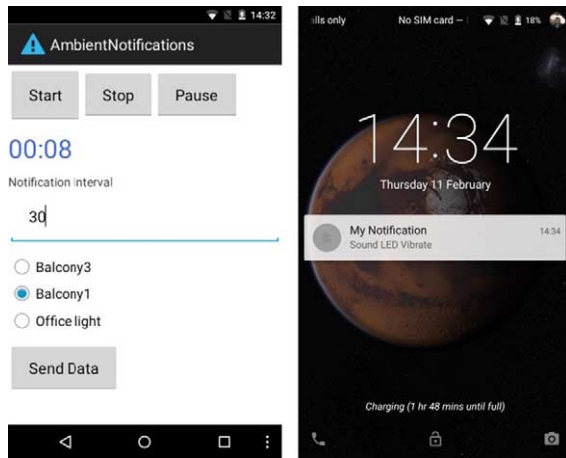 14:32
AmbientNotifications
Start Stop Pause
00:08
Notification Interval
30
Balcony3
Balcony1
Office light
Send Data
alls only No SIM card – 18%
14:34
Thursday 11 February
My Notification 14:34
Sound LED Vibrate
Charging (1 hr 48 mins until full)